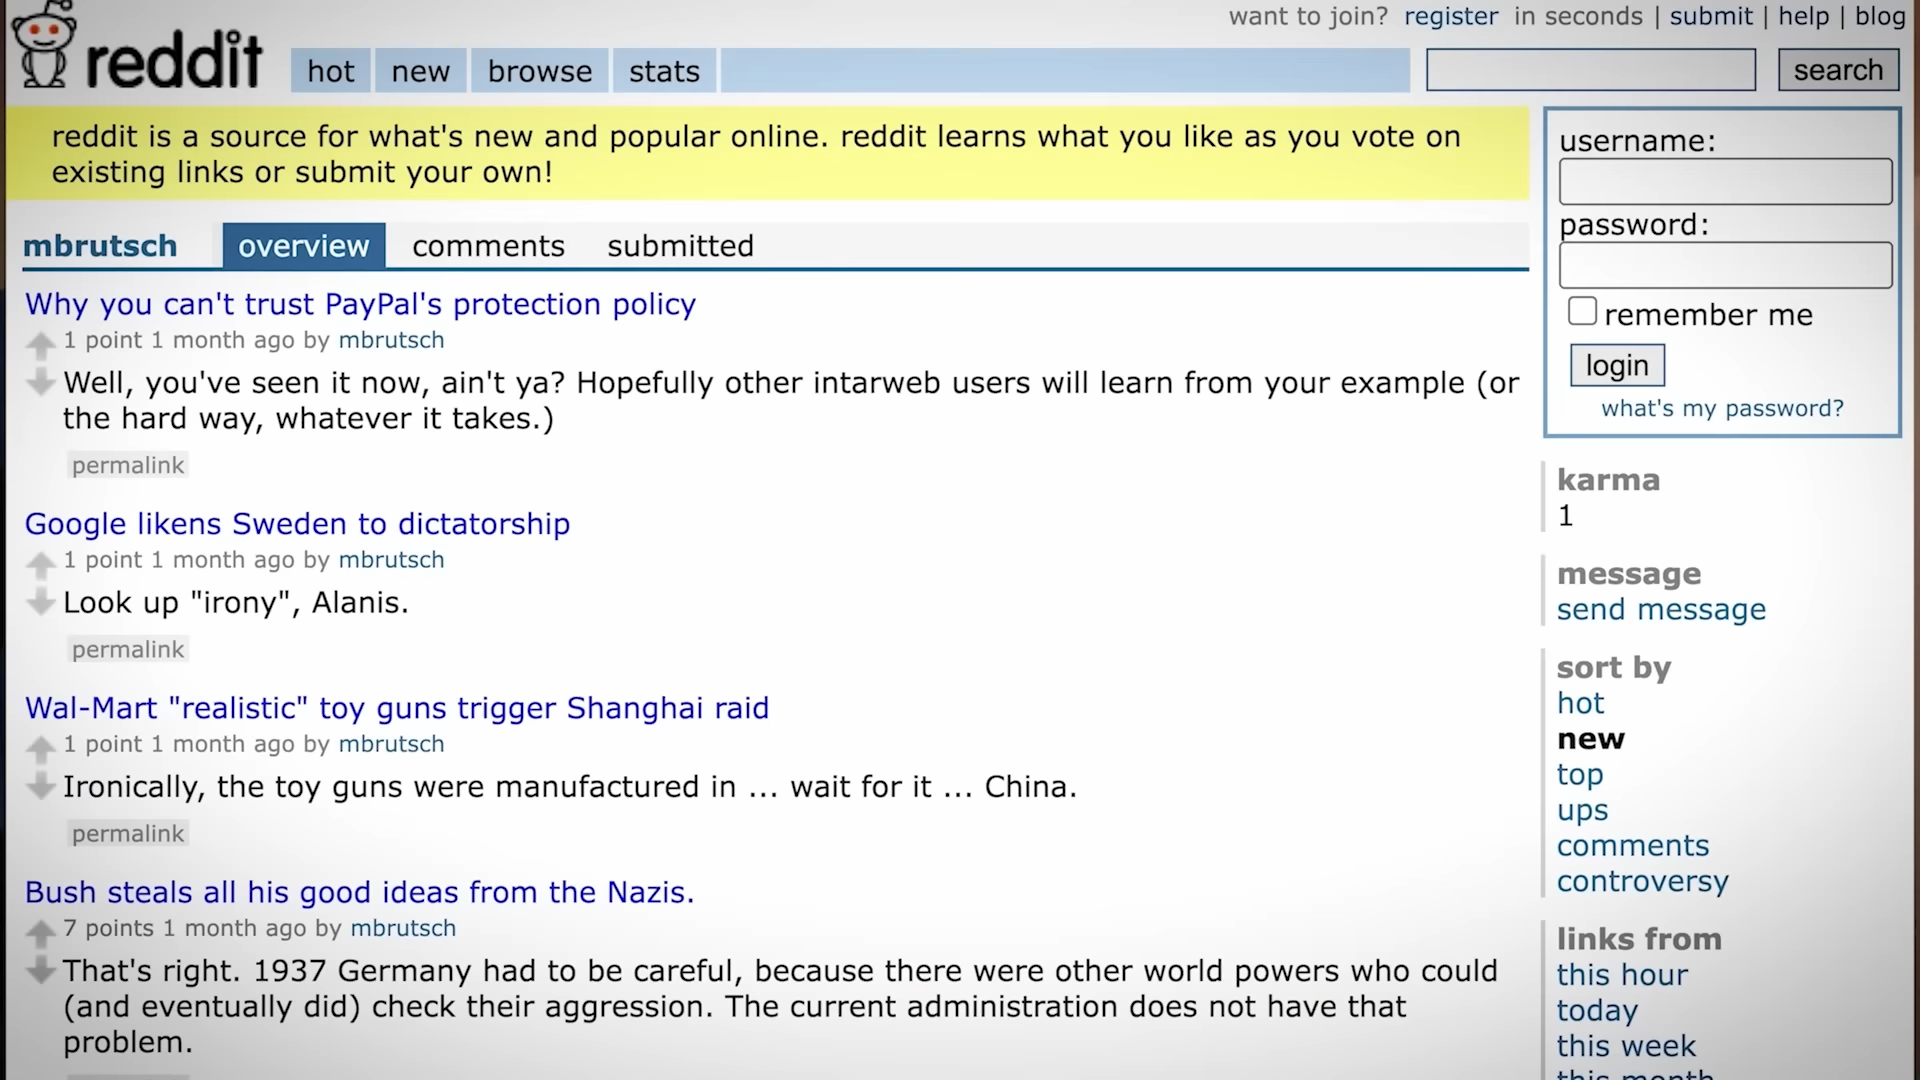 want to join? register in seconds | submit | help | blog
reddit hot new browse stats search
reddit is a source for what's new and popular online. reddit learns what you like as you vote on
existing links or submit your own!
mbrutsch overview comments submitted
Why you can't trust PayPal's protection policy
1 point 1 month ago by mbrutsch
Well, you've seen it now, ain't ya? Hopefully other intarweb users will learn from your example (or
the hard way, whatever it takes.)
permalink
Google likens Sweden to dictatorship
1 point 1 month ago by mbrutsch
Look up "irony", Alanis.
permalink
Wal-Mart "realistic" toy guns trigger Shanghai raid
1 point 1 month ago by mbrutsch
Ironically, the toy guns were manufactured in ... wait for it ... China.
permalink
Bush steals all his good ideas from the Nazis.
7 points 1 month ago by mbrutsch
That's right. 1937 Germany had to be careful, because there were other world powers who could
(and eventually did) check their aggression. The current administration does not have that
problem.
username:
password:
remember me
login
what's my password?
karma
1
message
send message
sort by
hot
new
top
ups
comments
controversy
links from
this hour
today
this week
this month